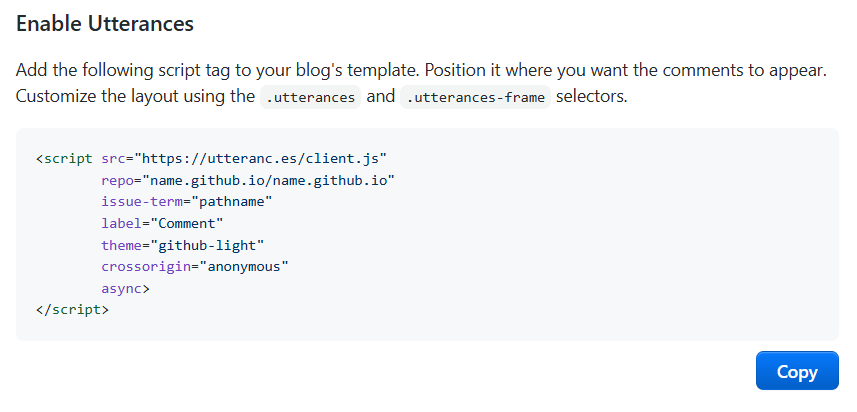 Enable Utterances
Add the following script tag to your blog's template. Position it where you want the comments to appear.
Customize the layout using the .utterances and .utterances-frame selectors.
<script src="https://utteranc.es/client.js"
        repo="name.github.io/name.github.io"
        issue-term="pathname"
        label="Comment"
        theme="github-light"
        crossorigin="anonymous"
        async>
</script>
Copy